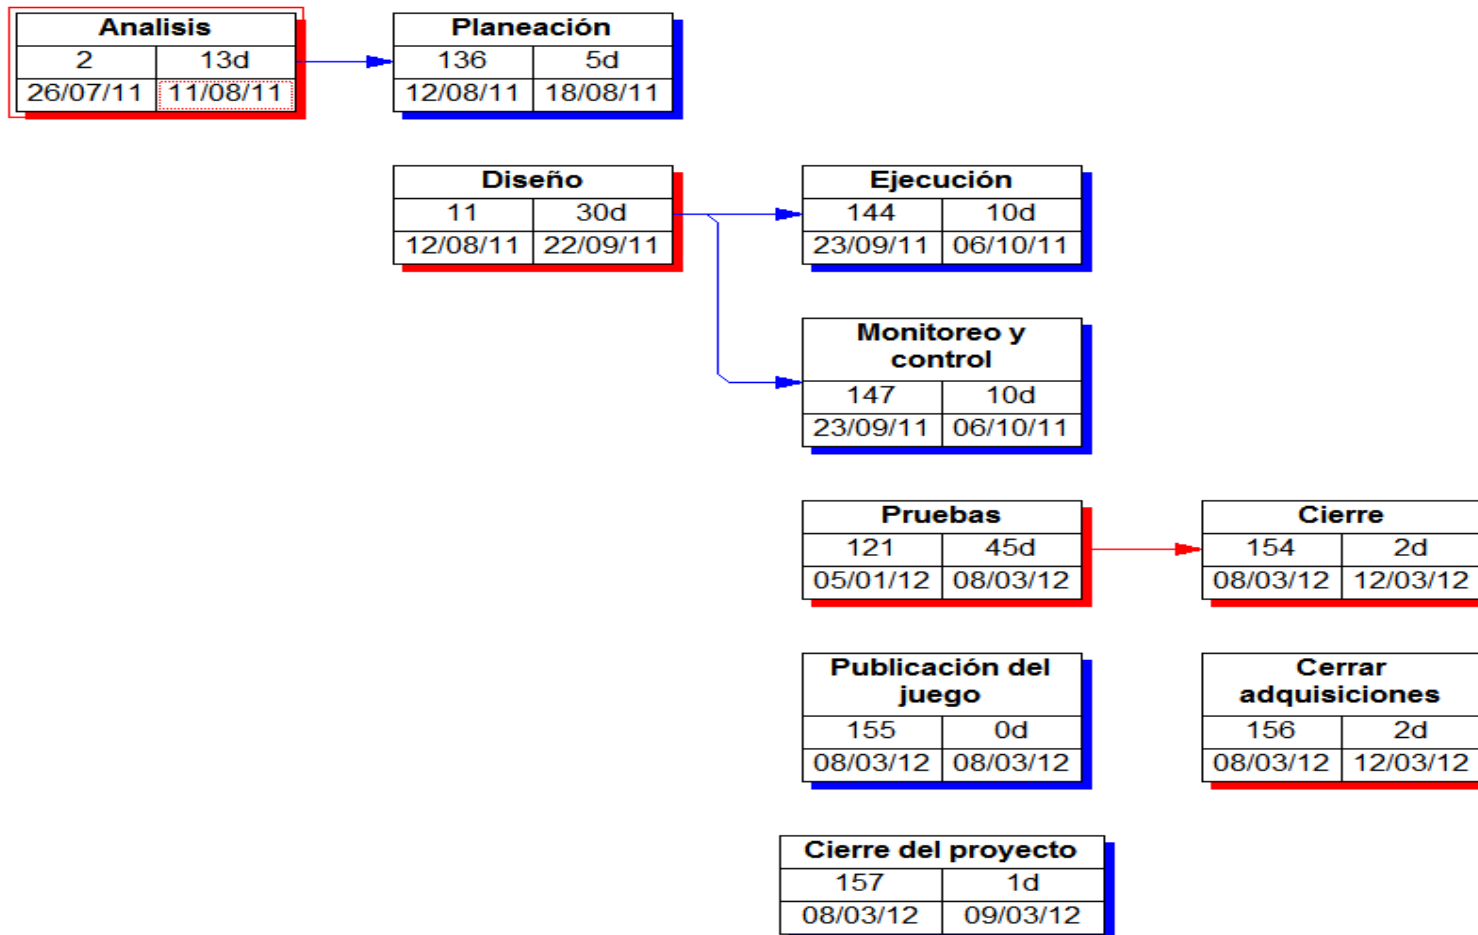 Analisis
2 13d
26/07/11 11/08/11
Planeación
136 5d
12/08/11 18/08/11
Diseño
11 30d
12/08/11 22/09/11
Ejecución
144 10d
23/09/11 06/10/11
Monitoreo y
control
147 10d
23/09/11 06/10/11
Pruebas
121 45d
05/01/12 08/03/12
Cierre
154 2d
08/03/12 12/03/12
Publicación del
juego
155 0d
08/03/12 08/03/12
Cerrar
adquisiciones
156 2d
08/03/12 12/03/12
Cierre del proyecto
157 1d
08/03/12 09/03/12